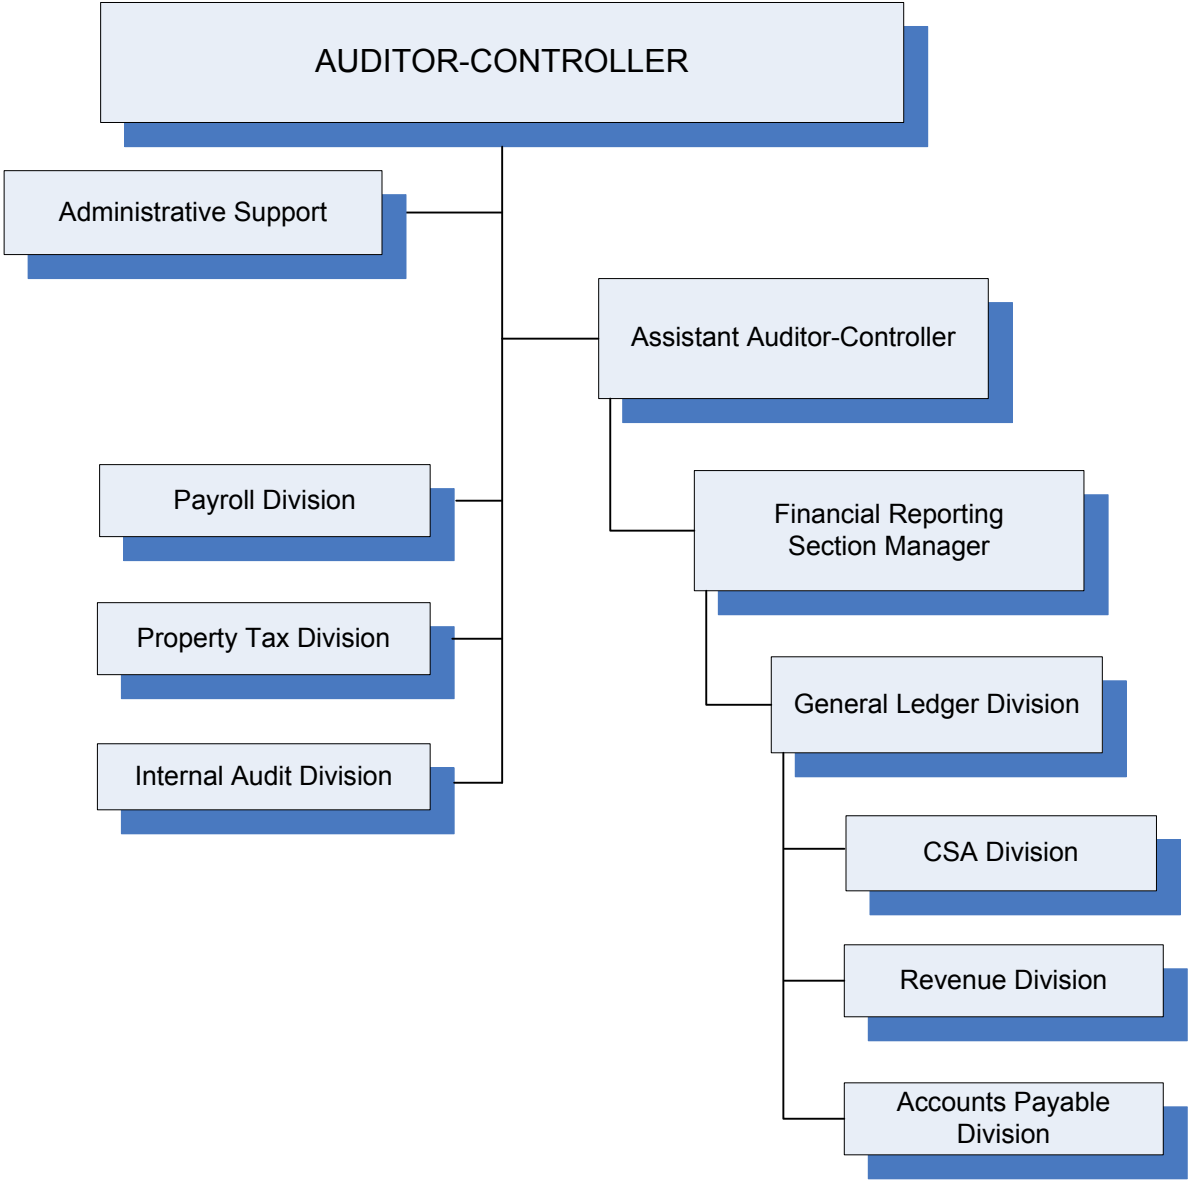 AUDITOR-CONTROLLER
Administrative Support
Assistant Auditor-Controller
Payroll Division
Financial Reporting
Section Manager
Property Tax Division
General Ledger Division
Internal Audit Division
CSA Division
Revenue Division
Accounts Payable
Division